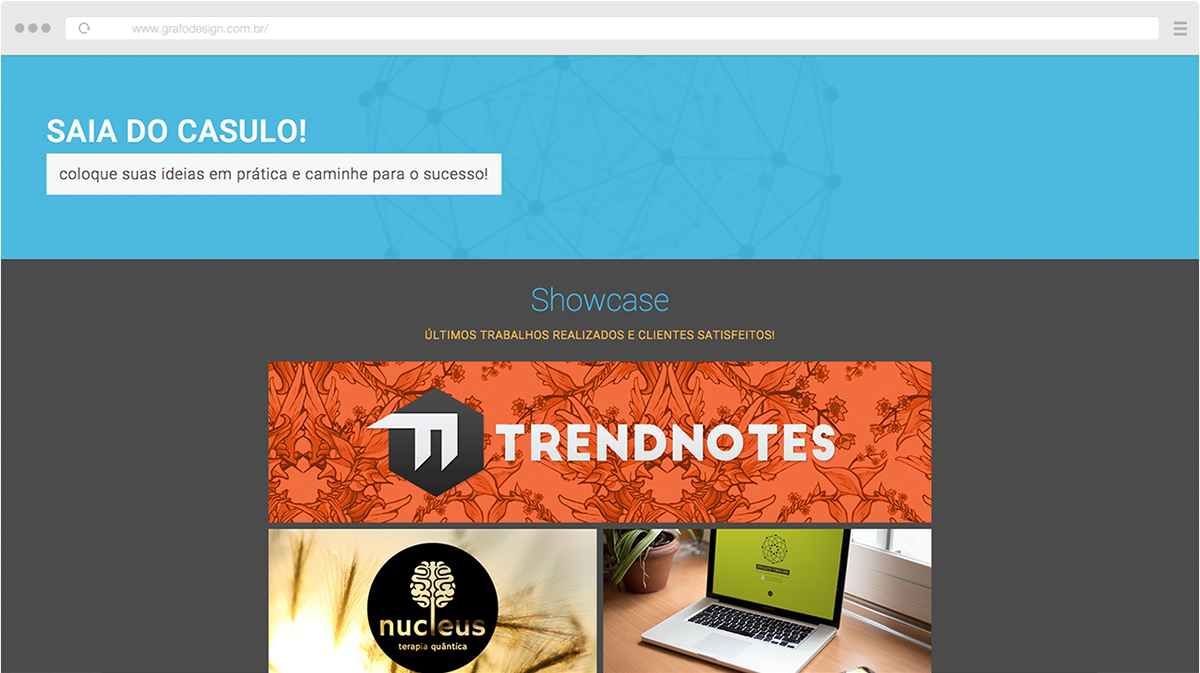 www.grafodesign.com.br/
SAIA DO CASULO!
coloque suas ideias em prática e caminhe para o sucesso!
Showcase
ÚLTIMOS TRABALHOS REALIZADOS E CLIENTES SATISFEITOS!
TRENDNOTES
nucleus
terapia quântica